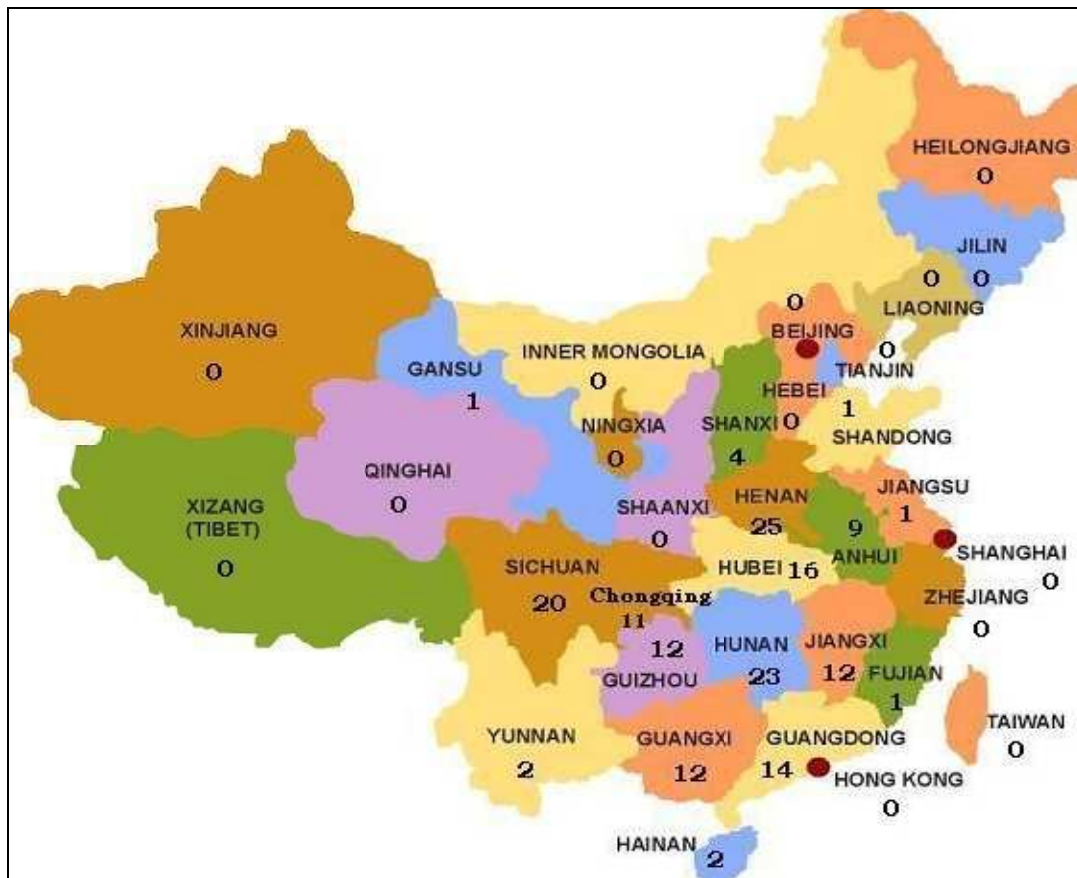 HEILONGJIANG
0
JILIN
0
0
LIAONING
0
0
BEIJING
XINJIANG
0
GANSU
1
INNER MONGOLIA
0
TIANJIN
HEBEI
0
1
SHANDONG
NINGXIA
0
SHANXI
4
QINGHAI
0
XIZANG
(TIBET)
0
SHAANXI
0
HENAN
25
JIANGSU
1
9
ANHUI
SHANGHAI
0
SICHUAN
20
HUBEI 16
Chongqing
11
ZHEJIANG
0
12
GUIZHOU
HUNAN
23
JIANGXI
12
FUJIAN
1
TAIWAN
0
YUNNAN
2
GUANGXI
12
GUANGDONG
14
HONG KONG
0
HAINAN
2